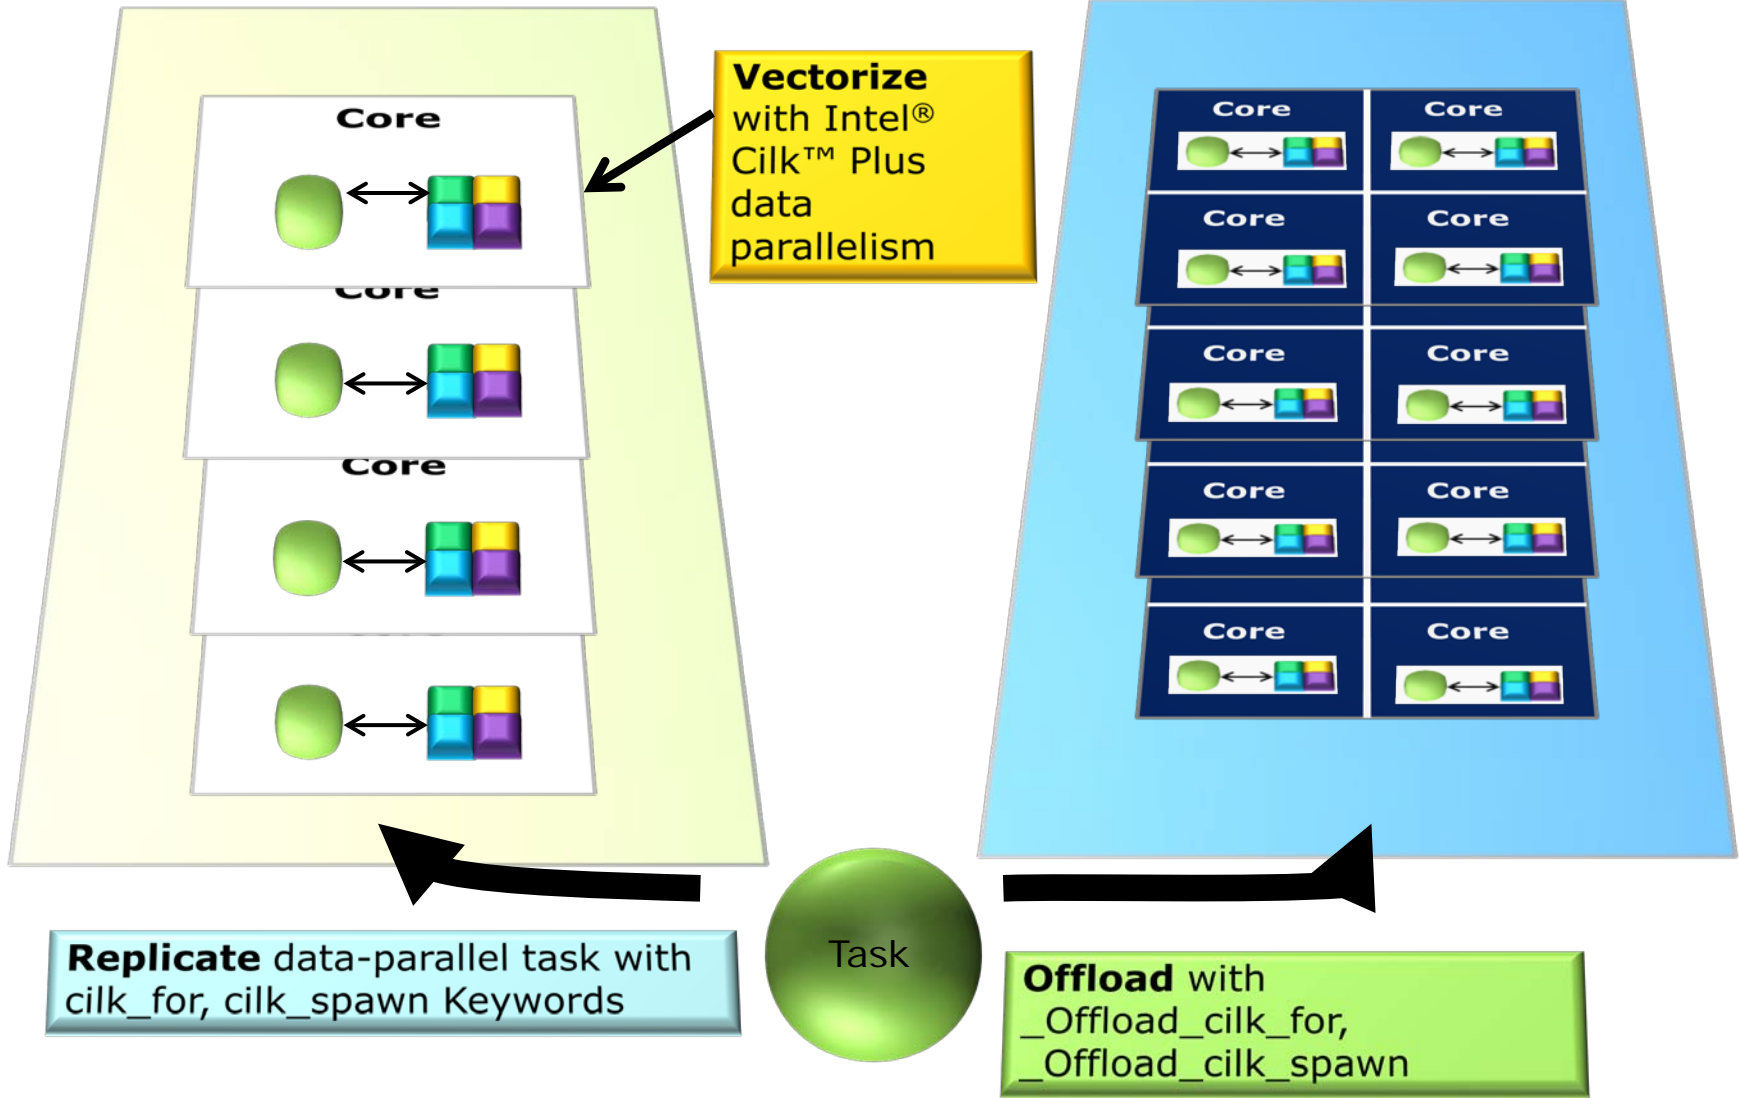 Core
Core
Core
Vectorize
with Intel®
Cilk™ Plus
data
parallelism
Core Core
Core Core
Core Core
Core Core
Core Core
Task
Replicate data-parallel task with
cilk_for, cilk_spawn Keywords
Offload with
_Offload_cilk_for,
_Offload_cilk_spawn